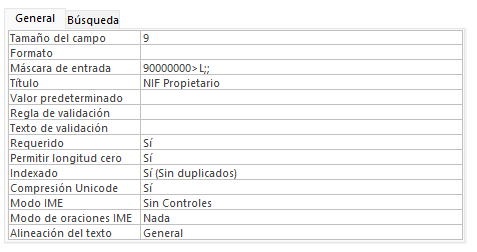 General Búsqueda
Tamaño del campo 9
Formato
Máscara de entrada 90000000>L;;
Título NIF Propietario
Valor predeterminado
Regla de validación
Texto de validación
Requerido Sí
Permitir longitud cero Sí
Indexado Sí (Sin duplicados)
Compresión Unicode Sí
Modo IME Sin Controles
Modo de oraciones IME Nada
Alineación del texto General